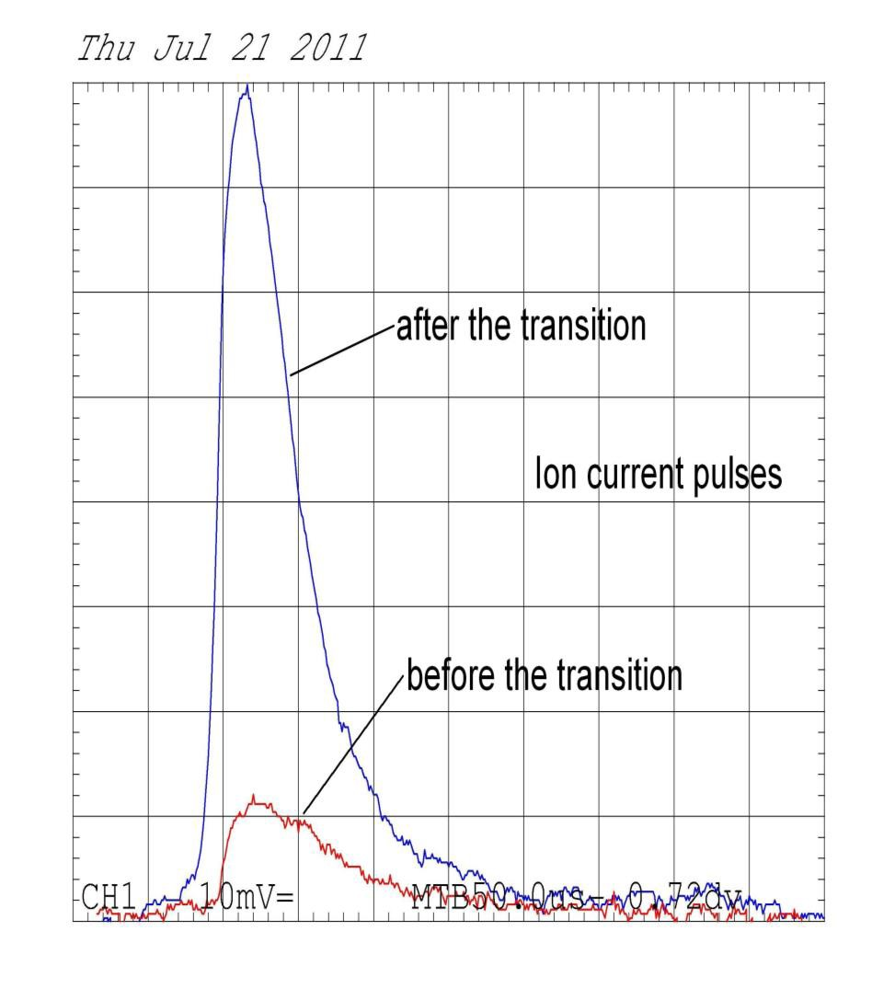 Thu Jul 21 2011
after the transition
Ion current pulses
before the transition
CH1 10mV= MTB50.0us- 0.72dv